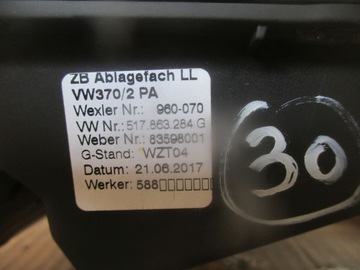 ZB Ablagefach LL
VW370/2 PA
Wexler Nr.: 960-070
VW Nr.: 517.863.284 G
Weber Nr.: 83598001
G-Stand: WZT04
Datum: 21.06.2017
Werker: 588□□□□□□□
30